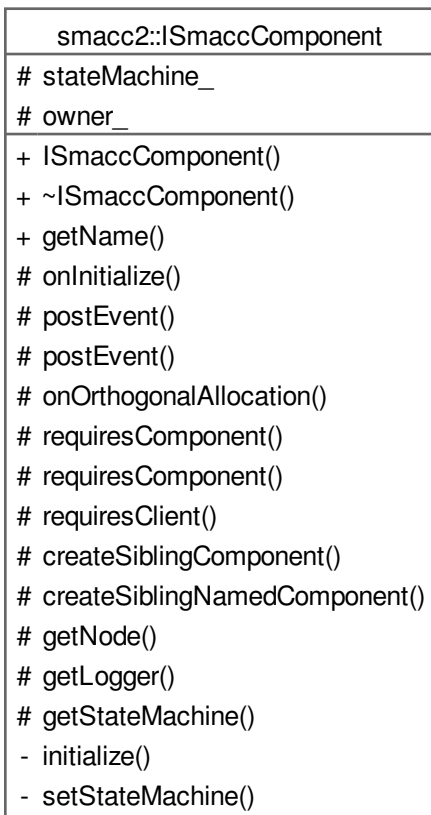 smacc2::ISmaccComponent
# stateMachine_
# owner_
+ ISmaccComponent()
+ ~ISmaccComponent()
+ getName()
# onInitialize()
# postEvent()
# postEvent()
# onOrthogonalAllocation()
# requiresComponent()
# requiresComponent()
# requiresClient()
# createSiblingComponent()
# createSiblingNamedComponent()
# getNode()
# getLogger()
# getStateMachine()
- initialize()
- setStateMachine()